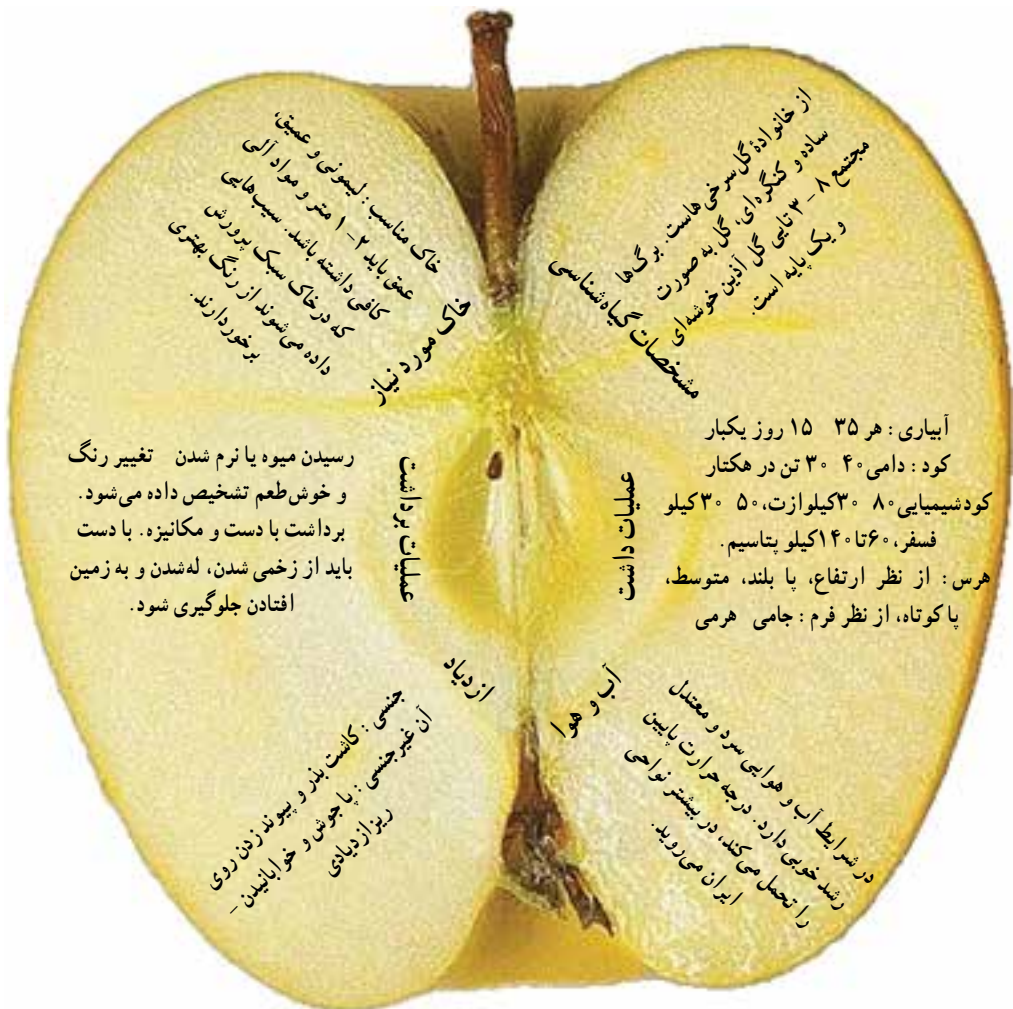 از خانوادهٔ گل‌سرخی‌هاست. برگ‌ها
ساده و کنگره‌ای، گل به صورت
مجتمع ۸ – ۳ تایی گل آذین خوشه‌ای
و یک پایه است.
مشخصات گیاه‌شناسی
خاک مناسب : لیمونی و عمیق،
عمق باید ۲ – ۱ متر و مواد آلی
کافی داشته باشد. سیب‌هایی
که درخاک سبک پرورش
داده می‌شوند از رنگ بهتری
برخوردارند.
خاک مورد نیاز
آبیاری : هر ۳۵ ۱۵ روز یکبار
کود : دامی ۴۰ ۳۰ تن در هکتار
کودشیمیایی ۸۰ ۳۰کیلوازت، ۵۰ ۳۰کیلو
فسفر، ۶۰تا ۱۴۰کیلو پتاسیم.
هرس : از نظر ارتفاع، پا بلند، متوسط،
پاکوتاه، از نظر فرم : جامی هرمی
عملیات داشت
عملیات برداشت
رسیدن میوه یا نرم شدن تغییر رنگ
و خوش‌طعم تشخیص داده می‌شود.
برداشت با دست و مکانیزه. با دست
باید از زخمی شدن، له‌شدن و به زمین
افتادن جلوگیری شود.
آب و هوا
در شرایط آب و هوایی سرد و معتدل
رشد خوبی دارد. درجه حرارت پایین
را تحمل می‌کند، در بیشتر نواحی
ایران می‌روید.
ازدیاد
جنسی : کاشت بذر و پیوند زدن روی
آن غیرجنسی : پاجوش و خوابانیدن –
ریزازدیادی